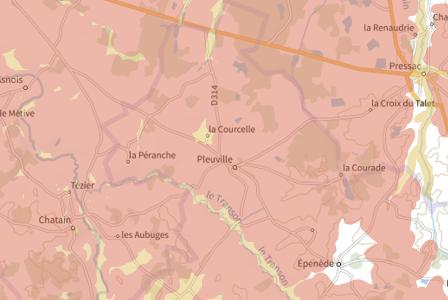 la Renaudrie
Pressac
Asnois
D314
la Croix du Talet
de Métive
la Courcelle
la Péranche
Pleuville
la Courade
Tézier
le Transon
Chatain
les Aubuges
le Transon
Épenède